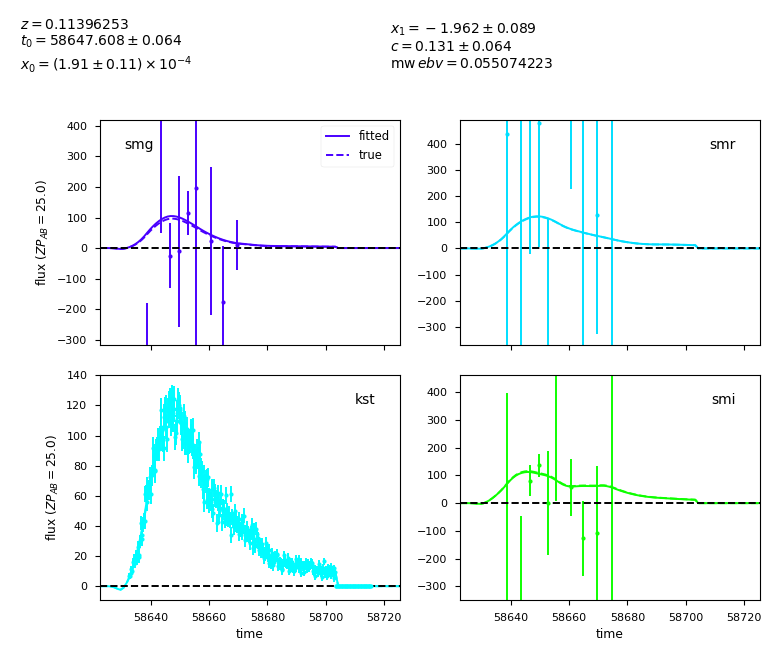 z = 0.11396253
t₀ = 58647.608 ± 0.064
x₀ = (1.91 ± 0.11) × 10⁻⁴
x₁ = −1.962 ± 0.089
c = 0.131 ± 0.064
mw ebv = 0.055074223
400
300
200
100
0
−100
−200
−300
flux (ZP_AB = 25.0)
smg
fitted
true
400
300
200
100
0
−100
−200
−300
smr
140
120
100
80
60
40
20
0
flux (ZP_AB = 25.0)
kst
58640
58660
58680
58700
58720
time
400
300
200
100
0
−100
−200
−300
smi
58640
58660
58680
58700
58720
time